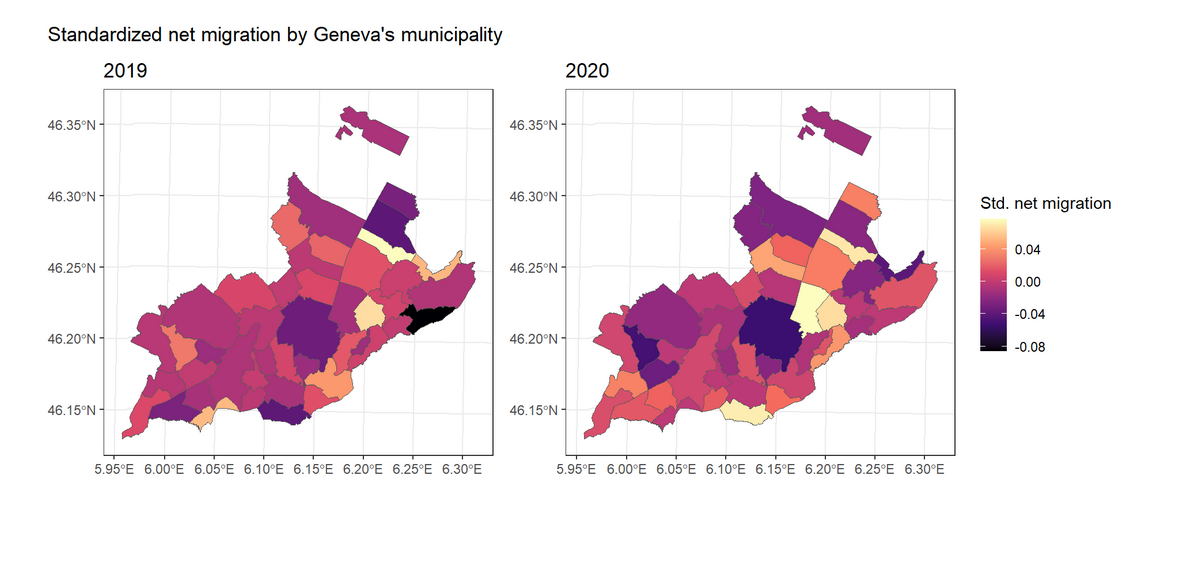 Standardized net migration by Geneva's municipality
2019
2020
46.35°N
46.30°N
46.25°N
46.20°N
46.15°N
5.95°E 6.00°E 6.05°E 6.10°E 6.15°E 6.20°E 6.25°E 6.30°E
46.35°N
46.30°N
46.25°N
46.20°N
46.15°N
5.95°E 6.00°E 6.05°E 6.10°E 6.15°E 6.20°E 6.25°E 6.30°E
Std. net migration
0.04
0.00
-0.04
-0.08